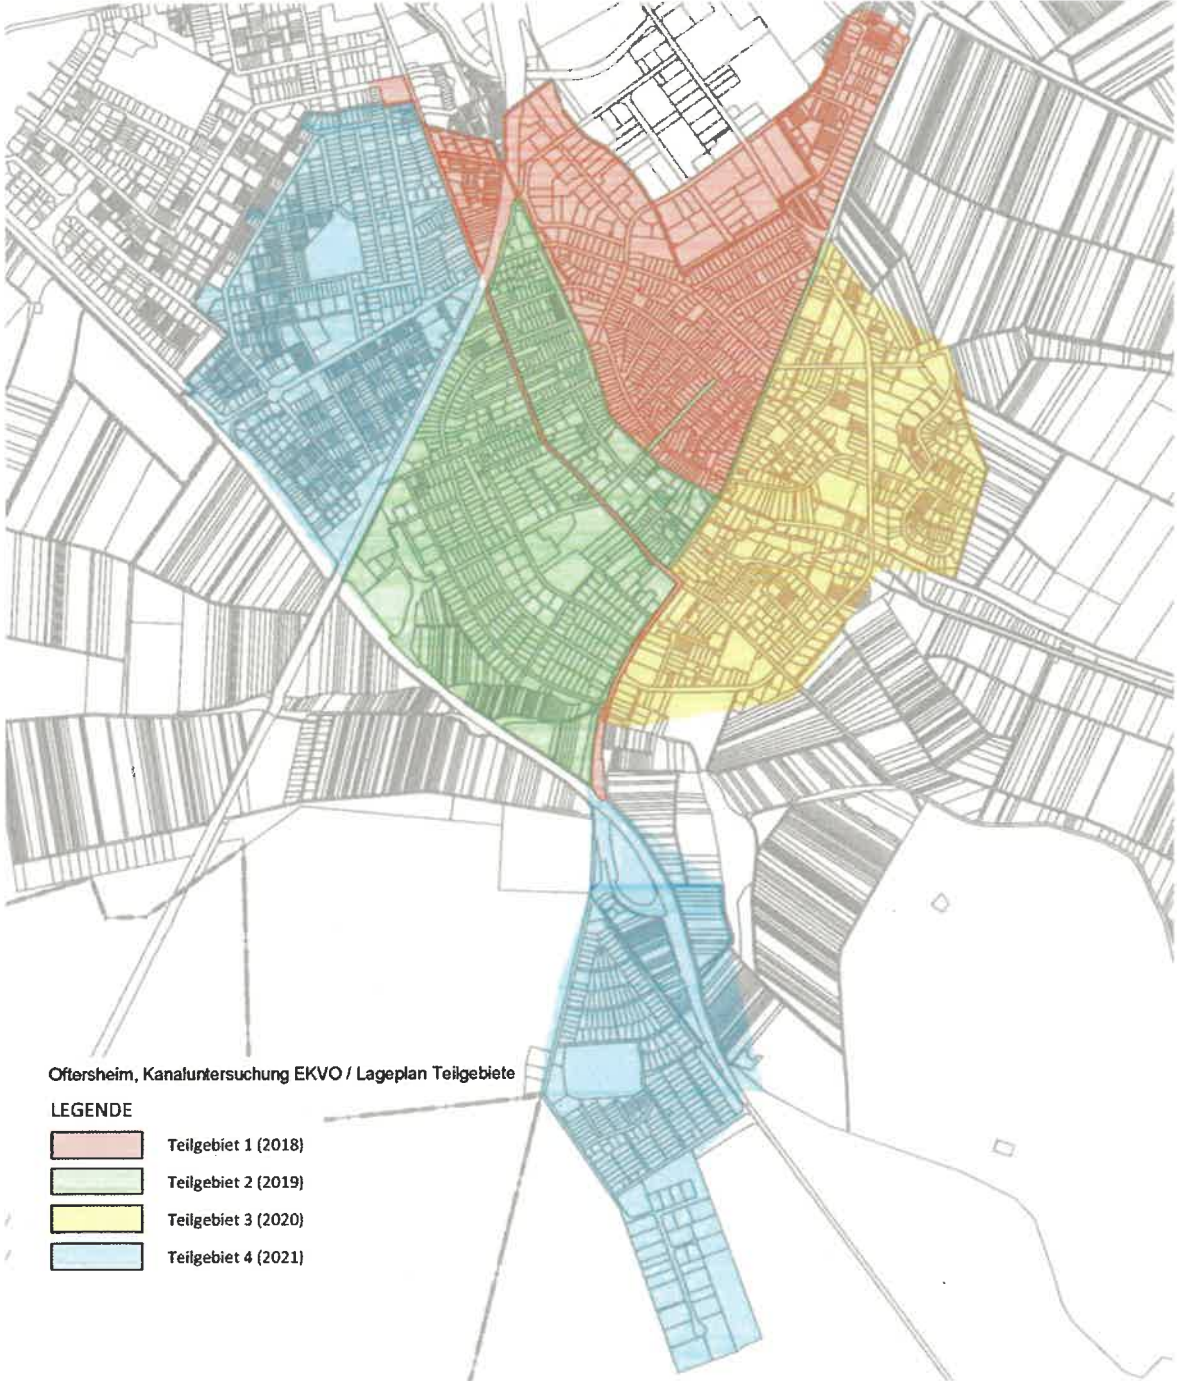 Oftersheim, Kanaluntersuchung EKVO / Lageplan Teilgebiete
LEGENDE
Teilgebiet 1 (2018)
Teilgebiet 2 (2019)
Teilgebiet 3 (2020)
Teilgebiet 4 (2021)